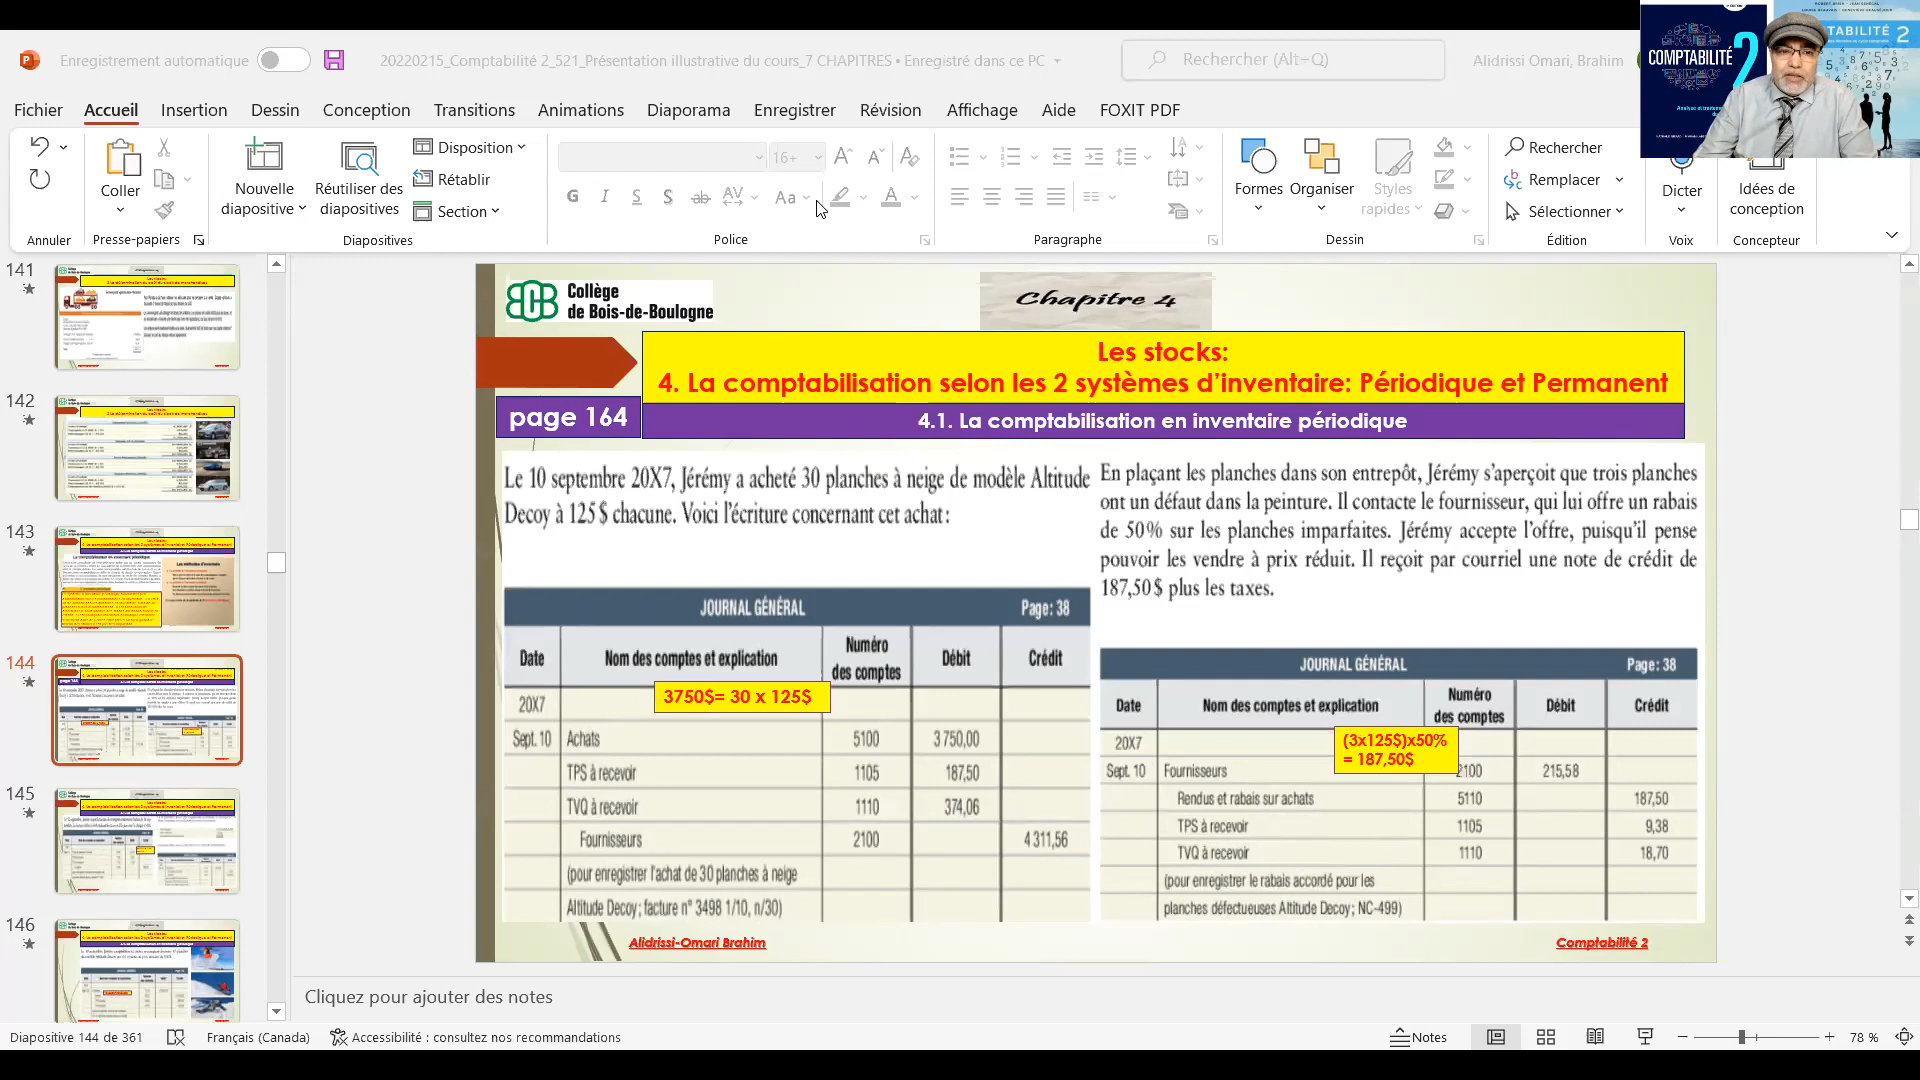 Enregistrement automatique
20220215_Comptabilité 2_521_Présentation illustrative du cours_7 CHAPITRES • Enregistré dans ce PC
Rechercher (Alt+Q)
Alidrissi Omari, Brahim
COMPTABILITÉ 2
Fichier Accueil Insertion Dessin Conception Transitions Animations Diaporama Enregistrer Révision Affichage Aide FOXIT PDF
Coller
Nouvelle diapositive
Réutiliser des diapositives
Disposition
Rétablir
Section
16+
G I S S ab AV Aa A
Formes
Organiser
Styles rapides
Rechercher
Remplacer
Sélectionner
Dicter
Idées de conception
Annuler Presse-papiers Diapositives Police Paragraphe Dessin Édition Voix Concepteur
141
142
143
144
145
146
Collège
de Bois-de-Boulogne
Chapitre 4
Les stocks:
4. La comptabilisation selon les 2 systèmes d'inventaire: Périodique et Permanent
page 164
4.1. La comptabilisation en inventaire périodique
Le 10 septembre 20X7, Jérémy a acheté 30 planches à neige de modèle Altitude
Decoy à 125 $ chacune. Voici l'écriture concernant cet achat :
JOURNAL GÉNÉRAL Page: 38
Date Nom des comptes et explication Numéro des comptes Débit Crédit
3750$= 30 x 125$
20X7
Sept. 10 Achats 5100 3 750,00
TPS à recevoir 1105 187,50
TVQ à recevoir 1110 374,06
Fournisseurs 2100 4 311,56
(pour enregistrer l'achat de 30 planches à neige
Altitude Decoy; facture n° 3498 1/10, n/30)
En plaçant les planches dans son entrepôt, Jérémy s'aperçoit que trois planches
ont un défaut dans la peinture. Il contacte le fournisseur, qui lui offre un rabais
de 50% sur les planches imparfaites. Jérémy accepte l'offre, puisqu'il pense
pouvoir les vendre à prix réduit. Il reçoit par courriel une note de crédit de
187,50 $ plus les taxes.
JOURNAL GÉNÉRAL Page: 38
Date Nom des comptes et explication Numéro des comptes Débit Crédit
(3x125$)x50%
= 187,50$
20X7
Sept. 10 Fournisseurs 2100 215,58
Rendus et rabais sur achats 5110 187,50
TPS à recevoir 1105 9,38
TVQ à recevoir 1110 18,70
(pour enregistrer le rabais accordé pour les
planches défectueuses Altitude Decoy; NC-499)
Alidrissi-Omari Brahim
Comptabilité 2
Cliquez pour ajouter des notes
Diapositive 144 de 361 Français (Canada) Accessibilité : consultez nos recommandations Notes 78 %